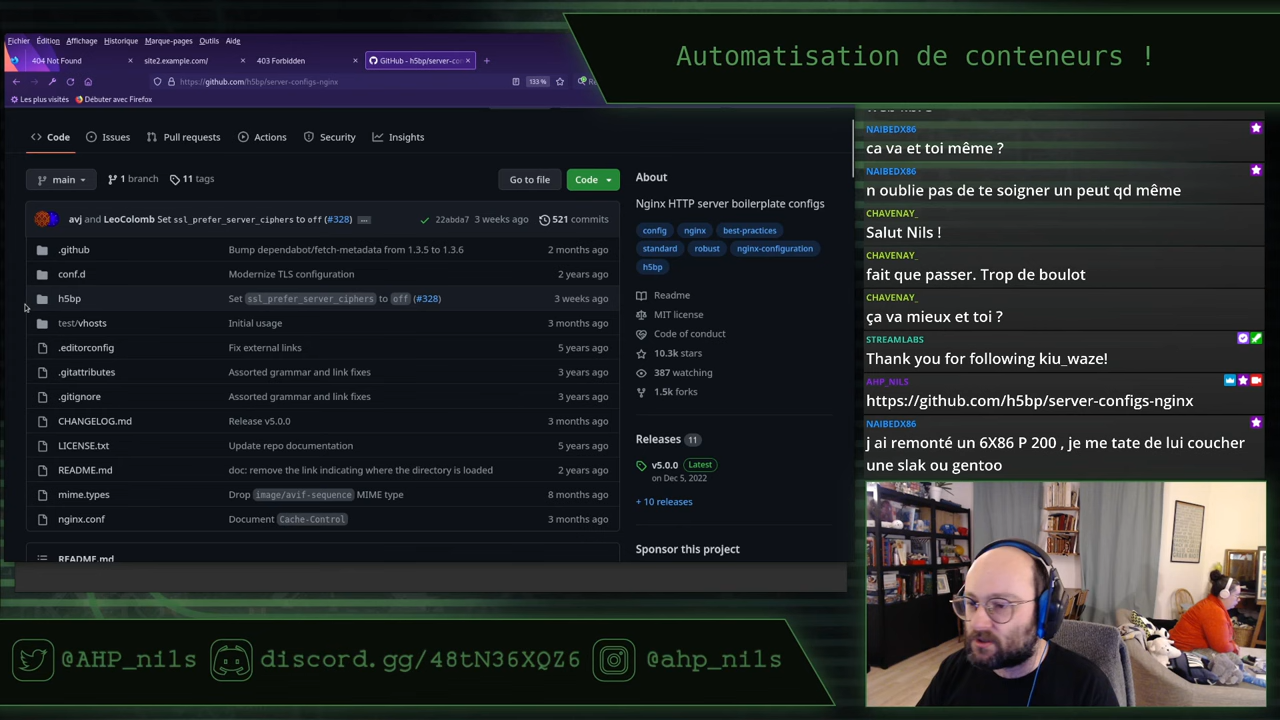 Automatisation de conteneurs !
Fichier Édition Affichage Historique Marque-pages Outils Aide
404 Not Found
site2.example.com/
403 Forbidden
GitHub - h5bp/server-con
https://github.com/h5bp/server-configs-nginx
133 %
Les plus visités Débuter avec Firefox
Code Issues Pull requests Actions Security Insights
main 1 branch 11 tags Go to file Code
avj and LeoColomb Set ssl_prefer_server_ciphers to off (#328) 22abda7 3 weeks ago 521 commits
.github Bump dependabot/fetch-metadata from 1.3.5 to 1.3.6 2 months ago
conf.d Modernize TLS configuration 2 years ago
h5bp Set ssl_prefer_server_ciphers to off (#328) 3 weeks ago
test/vhosts Initial usage 3 months ago
.editorconfig Fix external links 5 years ago
.gitattributes Assorted grammar and link fixes 3 years ago
.gitignore Assorted grammar and link fixes 3 years ago
CHANGELOG.md Release v5.0.0 3 months ago
LICENSE.txt Update repo documentation 5 years ago
README.md doc: remove the link indicating where the directory is loaded 2 years ago
mime.types Drop image/avif-sequence MIME type 8 months ago
nginx.conf Document Cache-Control 3 months ago
README.md
About
Nginx HTTP server boilerplate configs
config nginx best-practices
standard robust nginx-configuration
h5bp
Readme
MIT license
Code of conduct
10.3k stars
387 watching
1.5k forks
Releases 11
v5.0.0 Latest
on Dec 5, 2022
+ 10 releases
Sponsor this project
NAIBEDX86
ca va et toi même ?
NAIBEDX86
n oublie pas de te soigner un peut qd même
CHAVENAY_
Salut Nils !
CHAVENAY_
fait que passer. Trop de boulot
CHAVENAY_
ça va mieux et toi ?
STREAMLABS
Thank you for following kiu_waze!
AHP_NILS
https://github.com/h5bp/server-configs-nginx
NAIBEDX86
j ai remonté un 6X86 P 200 , je me tate de lui coucher
une slak ou gentoo
@AHP_nils discord.gg/48tN36XQZ6 @ahp_nils